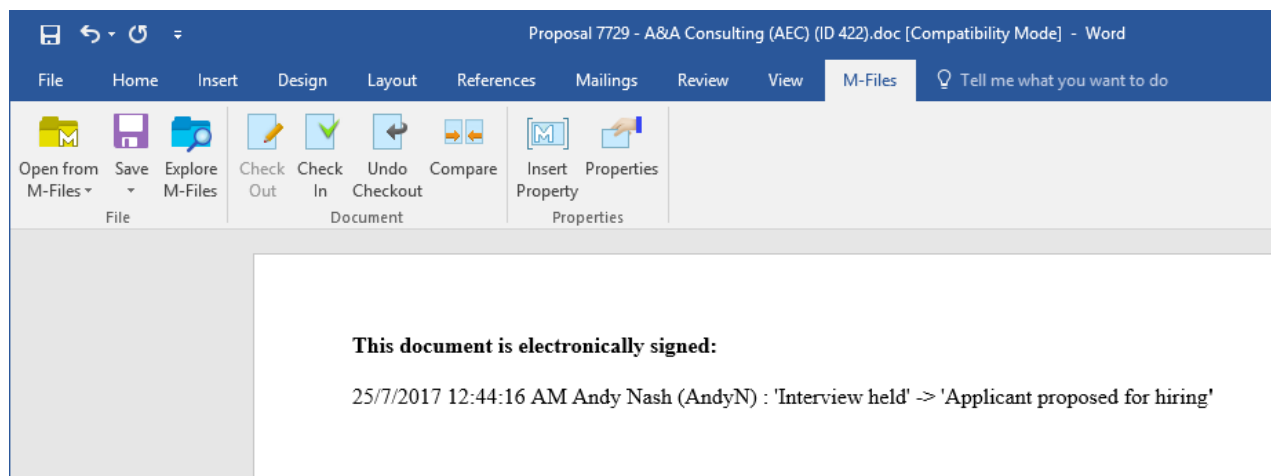 Proposal 7729 - A&A Consulting (AEC) (ID 422).doc [Compatibility Mode] - Word
File Home Insert Design Layout References Mailings Review View M-Files Tell me what you want to do
Open from M-Files
Save
Explore M-Files
Check Out
Check In
Undo Checkout
Compare
Insert Property
Properties
File Document Properties
This document is electronically signed:
25/7/2017 12:44:16 AM Andy Nash (AndyN) : 'Interview held' -> 'Applicant proposed for hiring'